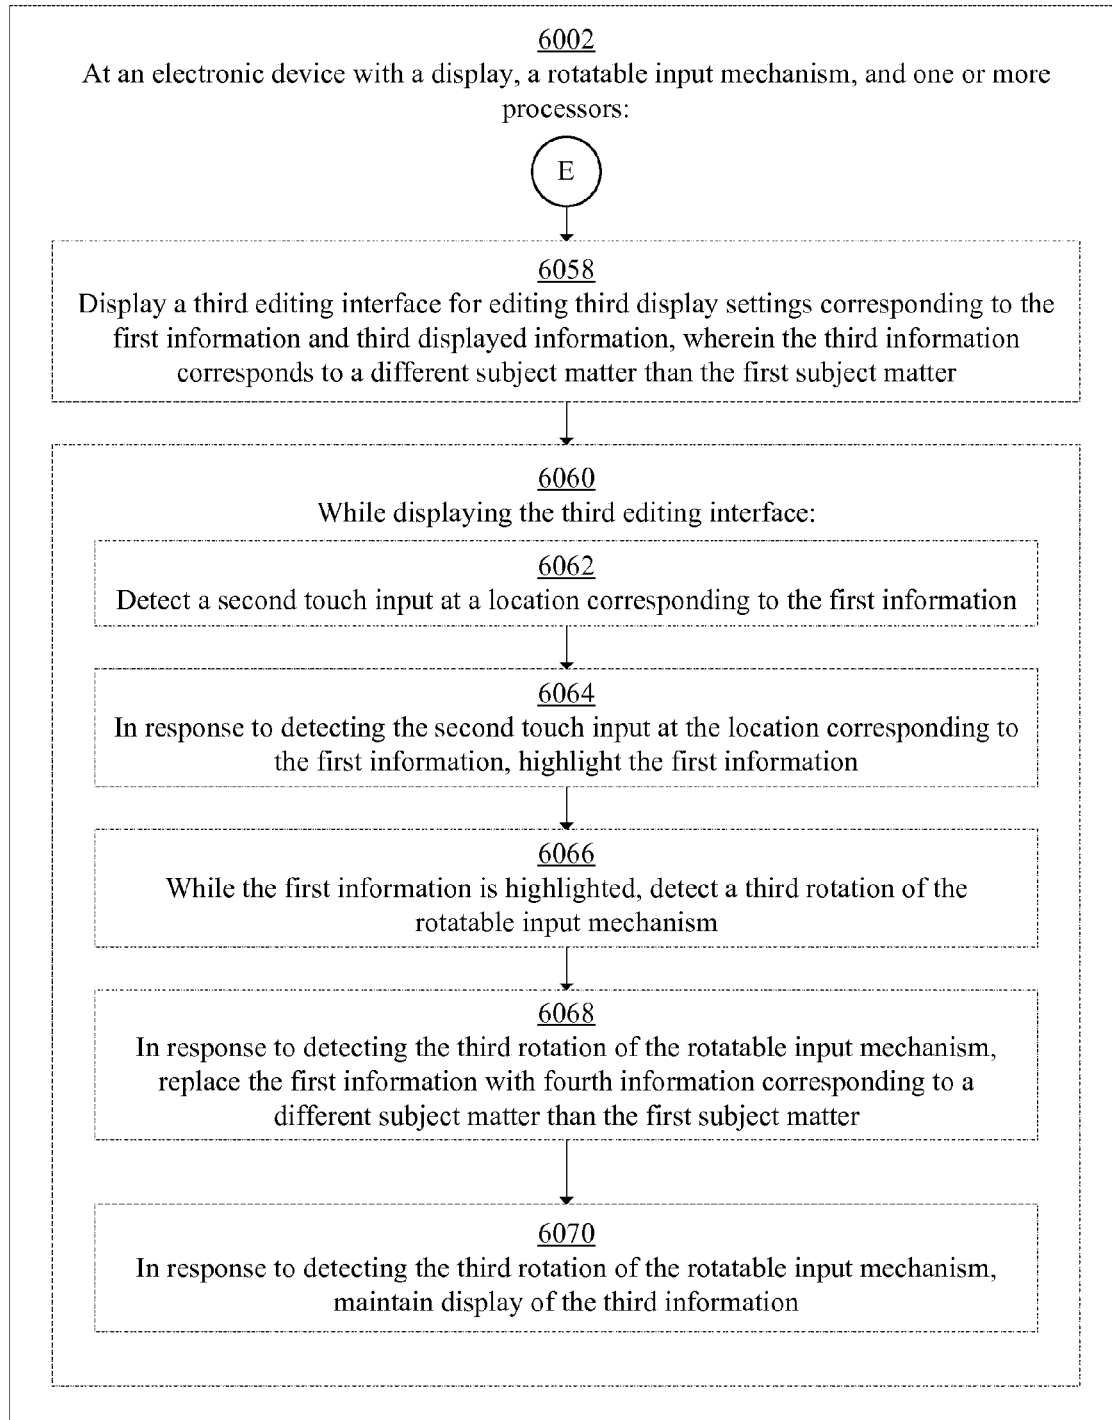 6002
At an electronic device with a display, a rotatable input mechanism, and one or more
processors:
E
6058
Display a third editing interface for editing third display settings corresponding to the
first information and third displayed information, wherein the third information
corresponds to a different subject matter than the first subject matter
6060
While displaying the third editing interface:
6062
Detect a second touch input at a location corresponding to the first information
6064
In response to detecting the second touch input at the location corresponding to
the first information, highlight the first information
6066
While the first information is highlighted, detect a third rotation of the
rotatable input mechanism
6068
In response to detecting the third rotation of the rotatable input mechanism,
replace the first information with fourth information corresponding to a
different subject matter than the first subject matter
6070
In response to detecting the third rotation of the rotatable input mechanism,
maintain display of the third information